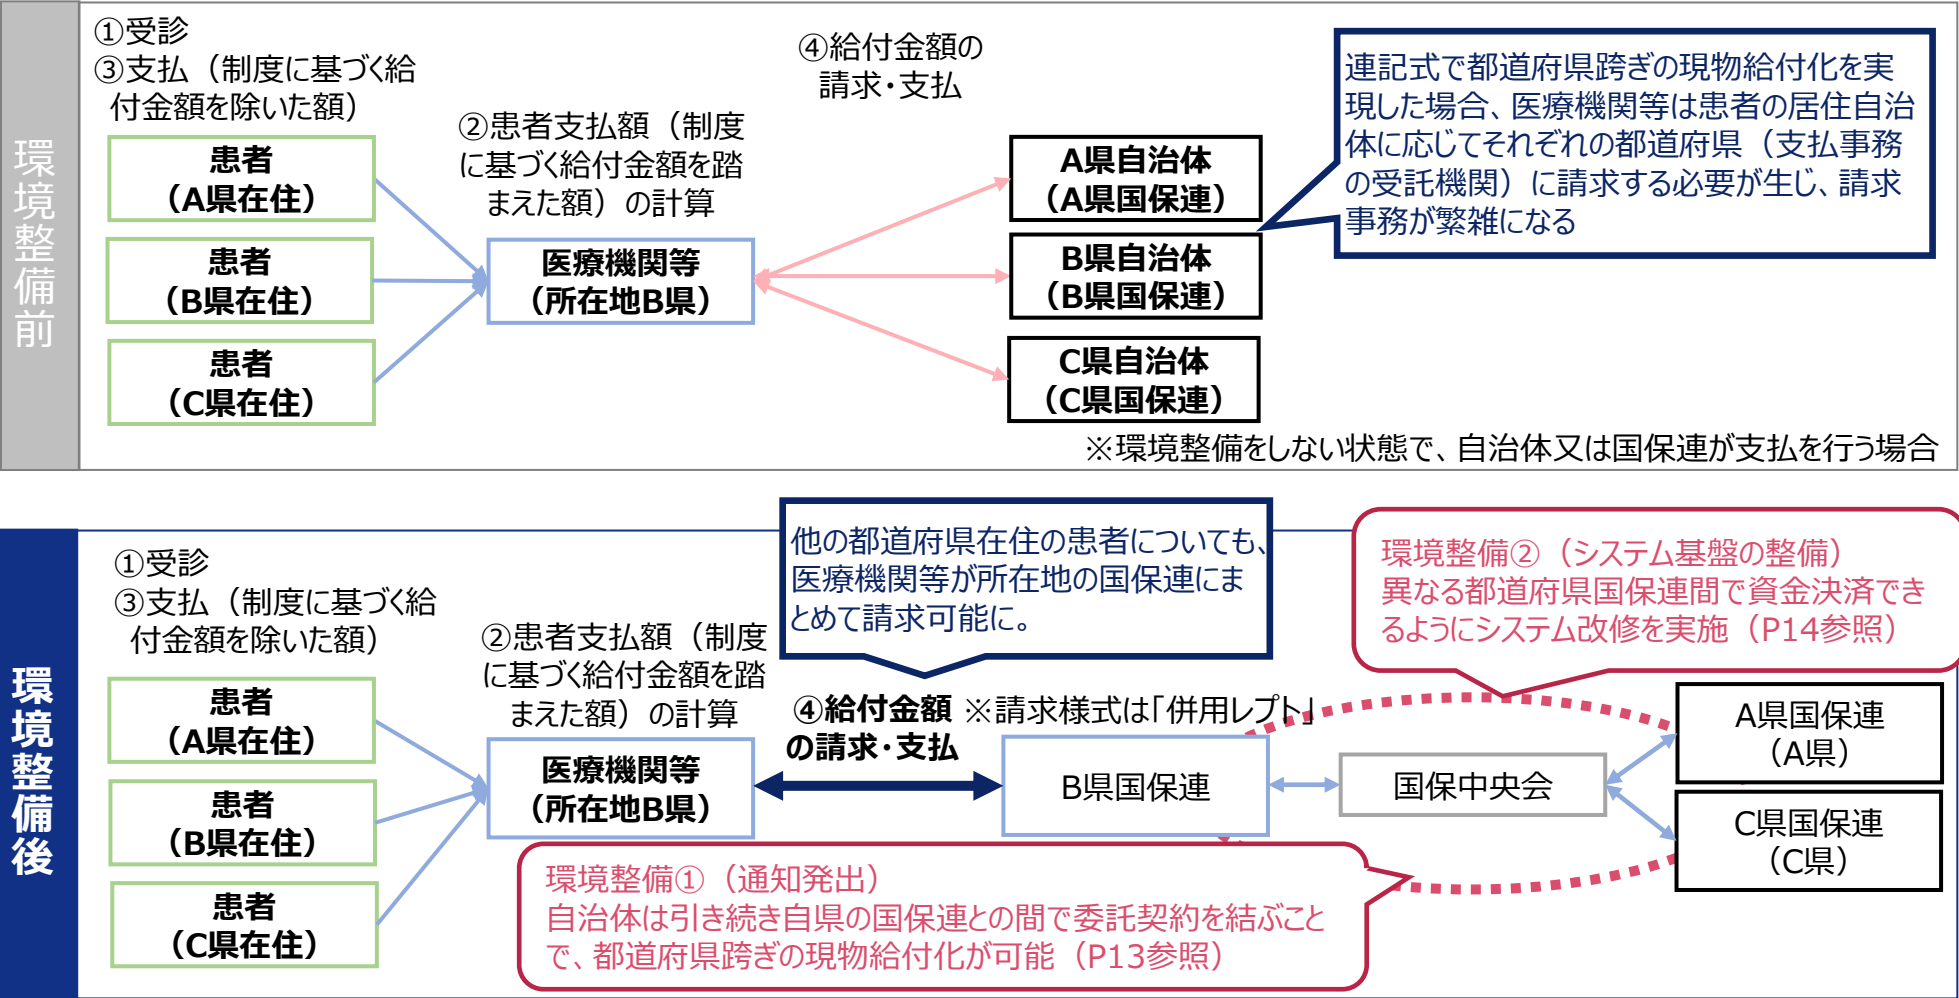 環境整備前
①受診
③支払（制度に基づく給
付金額を除いた額）
患者
（A県在住）
患者
（B県在住）
患者
（C県在住）
②患者支払額（制度
に基づく給付金額を踏
まえた額）の計算
医療機関等
（所在地B県）
④給付金額の
請求・支払
A県自治体
（A県国保連）
B県自治体
（B県国保連）
C県自治体
（C県国保連）
連記式で都道府県跨ぎの現物給付化を実
現した場合、医療機関等は患者の居住自治
体に応じてそれぞれの都道府県（支払事務
の受託機関）に請求する必要が生じ、請求
事務が繁雑になる
※環境整備をしない状態で、自治体又は国保連が支払を行う場合
環境整備後
①受診
③支払（制度に基づく給
付金額を除いた額）
患者
（A県在住）
患者
（B県在住）
患者
（C県在住）
②患者支払額（制度
に基づく給付金額を踏
まえた額）の計算
医療機関等
（所在地B県）
他の都道府県在住の患者についても、
医療機関等が所在地の国保連にま
とめて請求可能に。
④給付金額
の請求・支払
※請求様式は「併用レプト」
B県国保連
国保中央会
A県国保連
（A県）
C県国保連
（C県）
環境整備②（システム基盤の整備）
異なる都道府県国保連間で資金決済でき
るようにシステム改修を実施（P14参照）
環境整備①（通知発出）
自治体は引き続き自県の国保連との間で委託契約を結ぶこと
で、都道府県跨ぎの現物給付化が可能（P13参照）